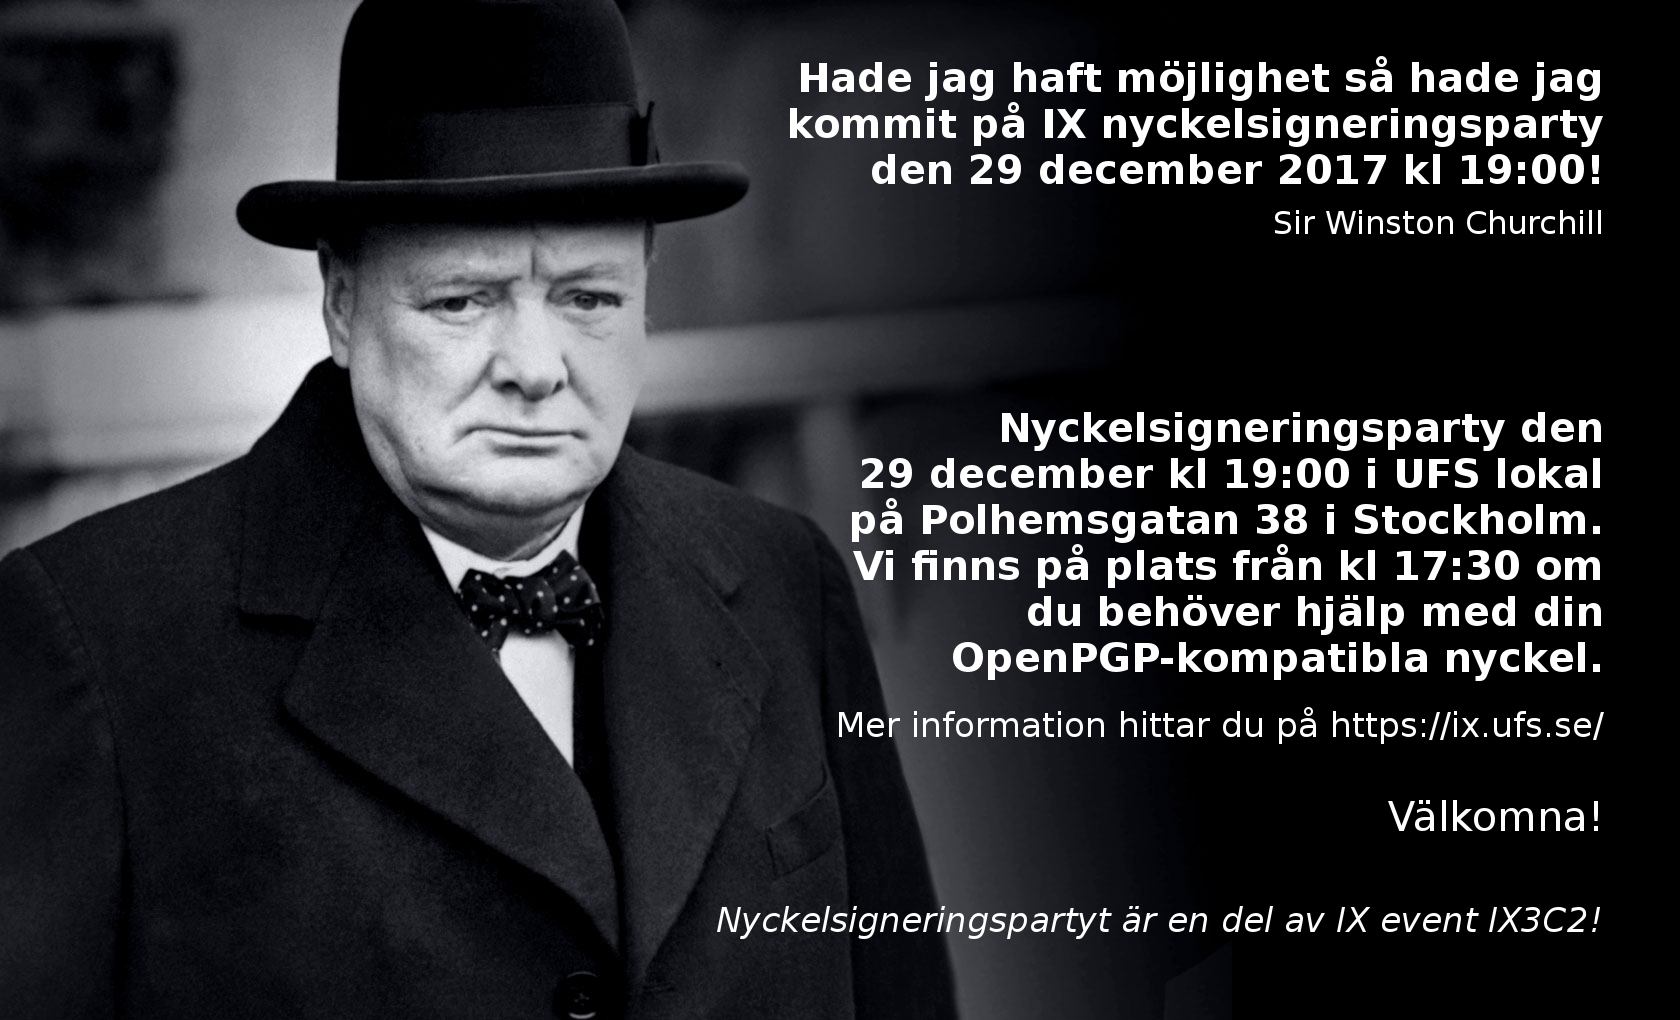 Hade jag haft möjlighet så hade jag
kommit på IX nyckelsigneringsparty
den 29 december 2017 kl 19:00!
Sir Winston Churchill
Nyckelsigneringsparty den
29 december kl 19:00 i UFS lokal
på Polhemsgatan 38 i Stockholm.
Vi finns på plats från kl 17:30 om
du behöver hjälp med din
OpenPGP-kompatibla nyckel.
Mer information hittar du på https://ix.ufs.se/
Välkomna!
Nyckelsigneringspartyt är en del av IX event IX3C2!